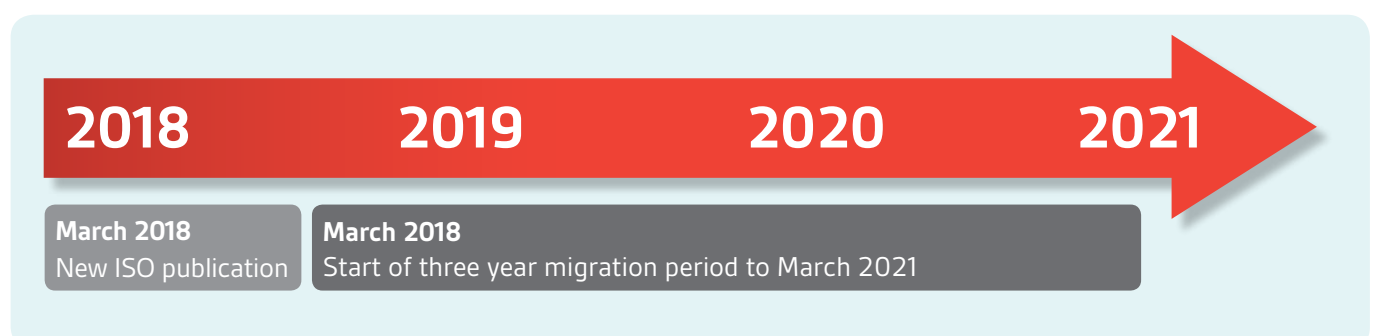 2018 2019 2020 2021
March 2018
New ISO publication
March 2018
Start of three year migration period to March 2021